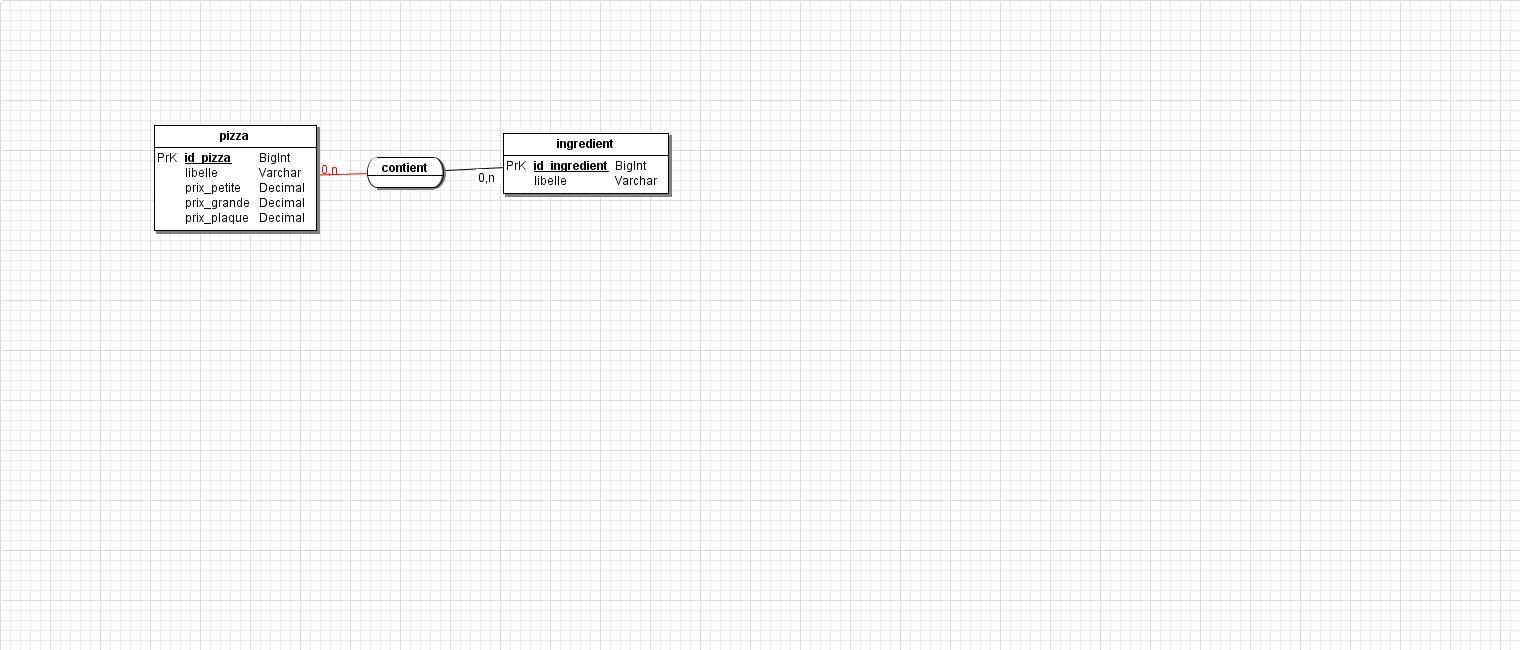 pizza
PrK id_pizza BigInt
libelle Varchar
prix_petite Decimal
prix_grande Decimal
prix_plaque Decimal
0,n
contient
0,n
ingredient
PrK id_ingredient BigInt
libelle Varchar